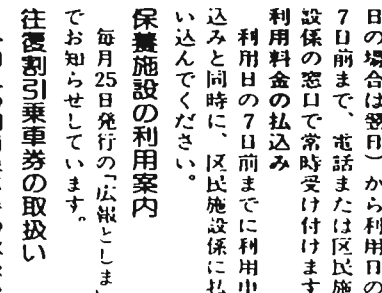 日の場合は翌日）から利用日の
７日前まで、電話または区民施
設係の窓口で常時受け付けます
利用料金の払込み
利用日の７日前までに利用申
込みと同時に、区民施設係に払
い込んでください。
保養施設の利用案内
毎月25日発行の「広報としま」
でお知らせしています。
往復割引乗車券の取扱い